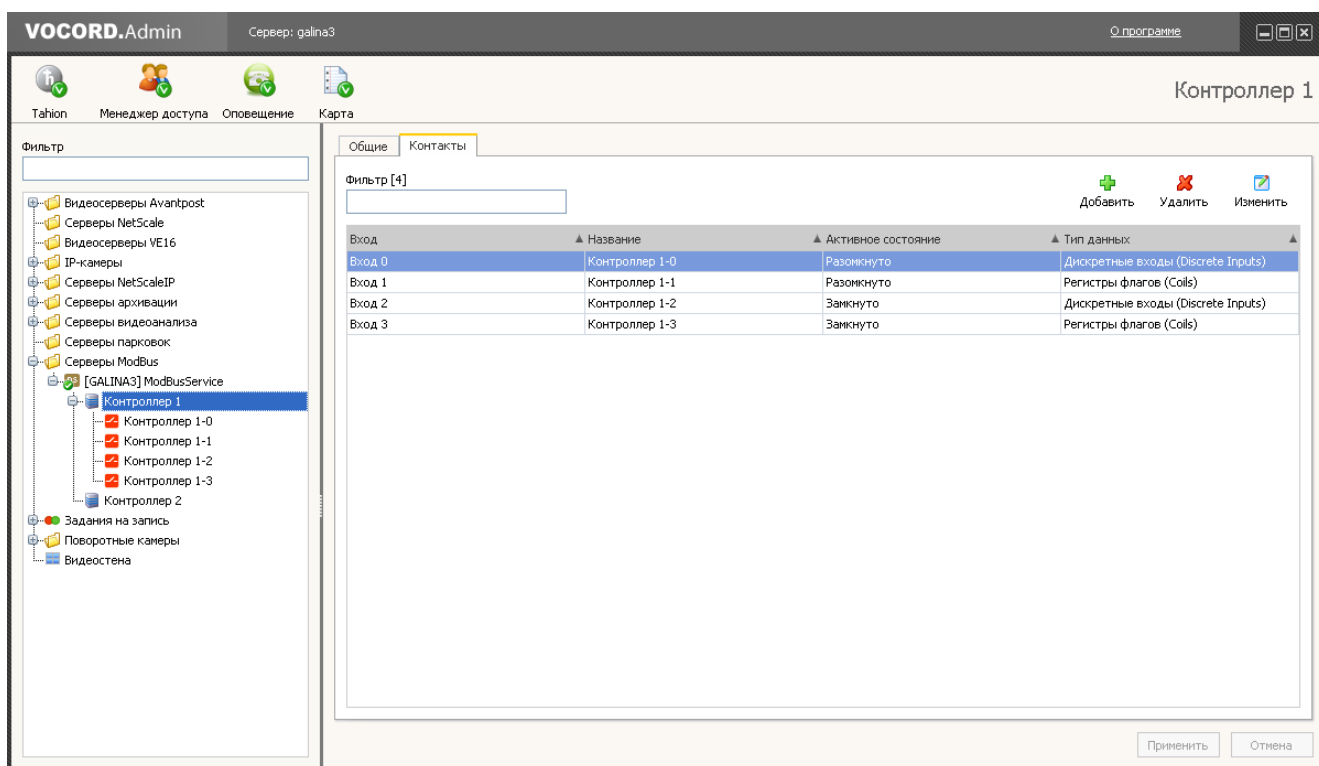 VOCORD.Admin Сервер: galina3 О программе
Tahion Менеджер доступа Оповещение Карта
Контроллер 1
Фильтр
Видеосерверы Avantpost
Серверы NetScale
Видеосерверы VE16
IP-камеры
Серверы NetScaleIP
Серверы архивации
Серверы видеоанализа
Серверы парковок
Серверы ModBus
[GALINA3] ModBusService
Контроллер 1
Контроллер 1-0
Контроллер 1-1
Контроллер 1-2
Контроллер 1-3
Контроллер 2
Задания на запись
Поворотные камеры
Видеостена
Общие Контакты
Фильтр [4]
Добавить Удалить Изменить
Вход Название Активное состояние Тип данных
Вход 0 Контроллер 1-0 Разомкнуто Дискретные входы (Discrete Inputs)
Вход 1 Контроллер 1-1 Разомкнуто Регистры флагов (Coils)
Вход 2 Контроллер 1-2 Замкнуто Дискретные входы (Discrete Inputs)
Вход 3 Контроллер 1-3 Замкнуто Регистры флагов (Coils)
Применить Отмена